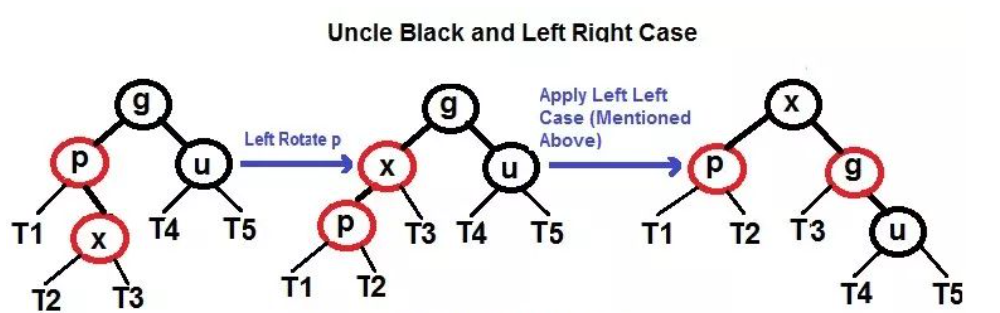 Uncle Black and Left Right Case
g
p
u
T1
x
T4
T5
T2
T3
Left Rotate p
g
x
u
p
T3
T4
T5
T1
T2
Apply Left Left
Case (Mentioned
Above)
x
p
g
T1
T2
T3
u
T4
T5